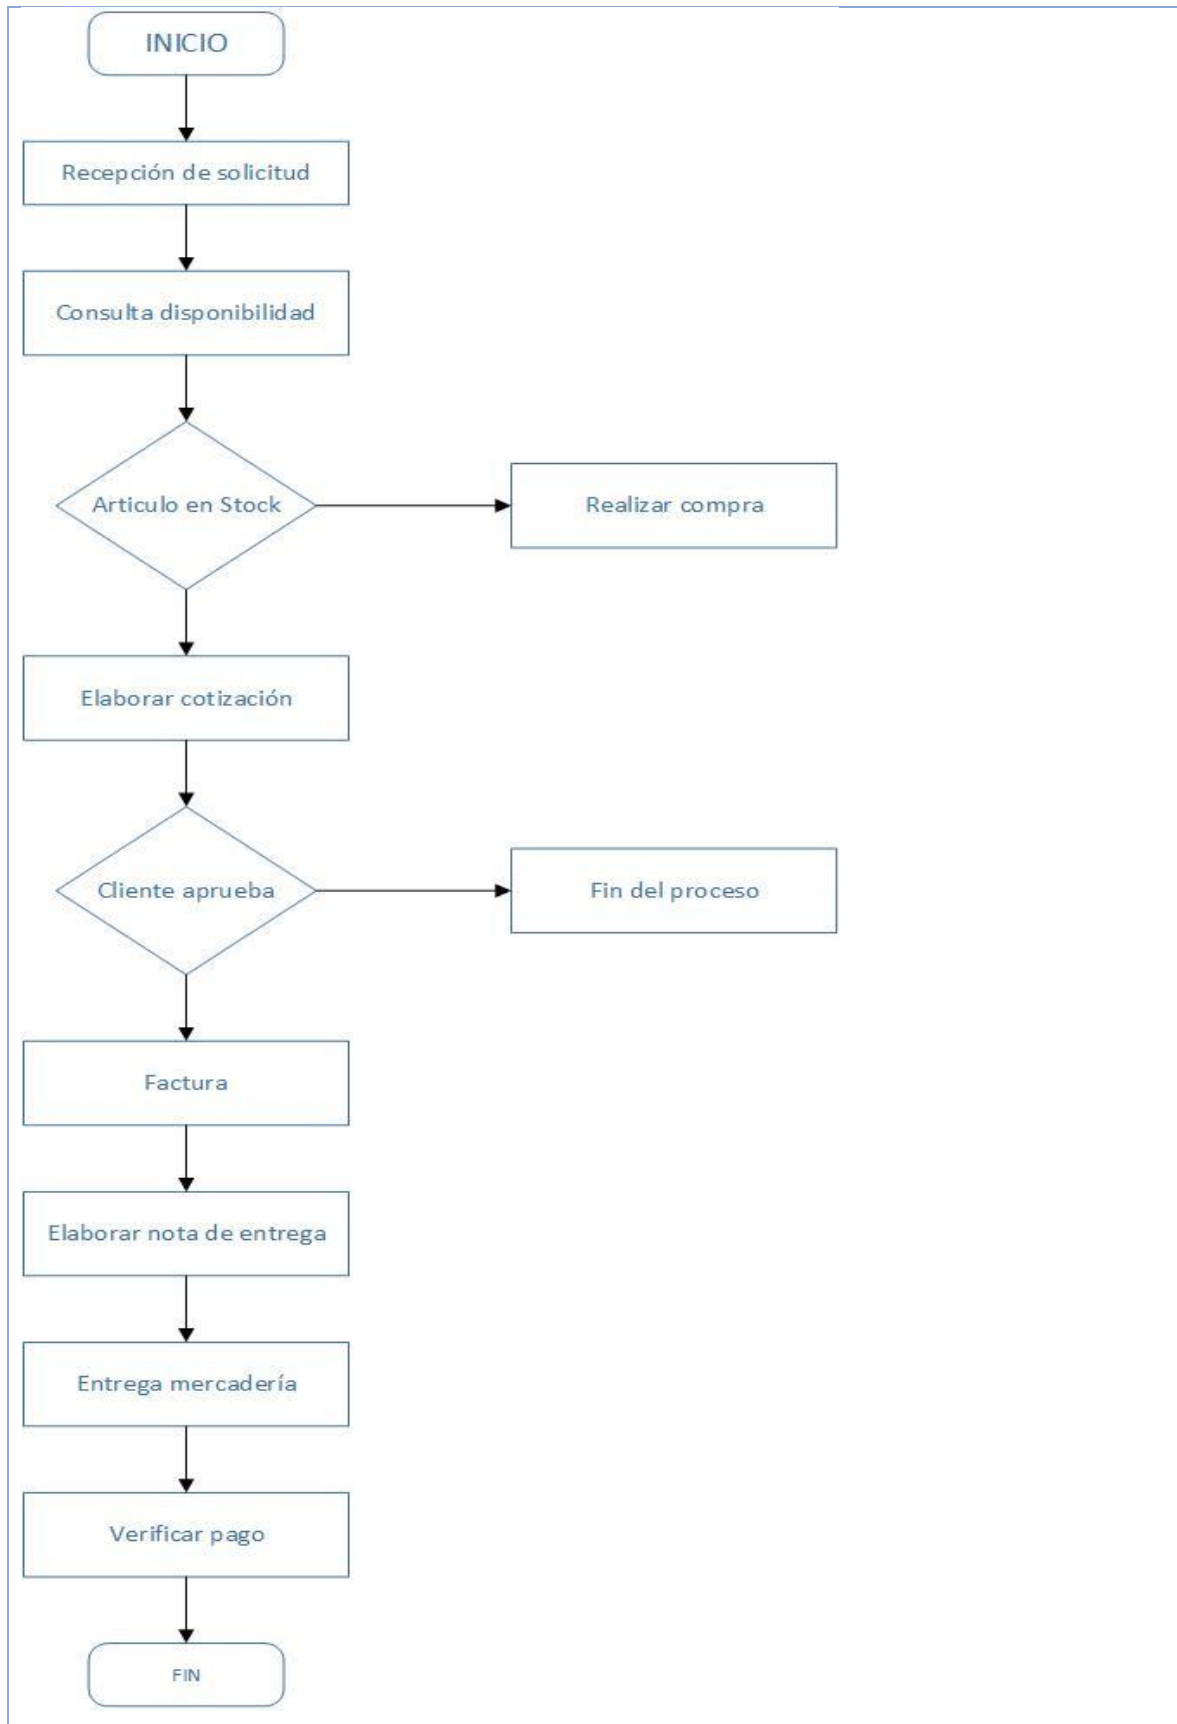 INICIO
Recepción de solicitud
Consulta disponibilidad
Articulo en Stock
Realizar compra
Elaborar cotización
Cliente aprueba
Fin del proceso
Factura
Elaborar nota de entrega
Entrega mercadería
Verificar pago
FIN